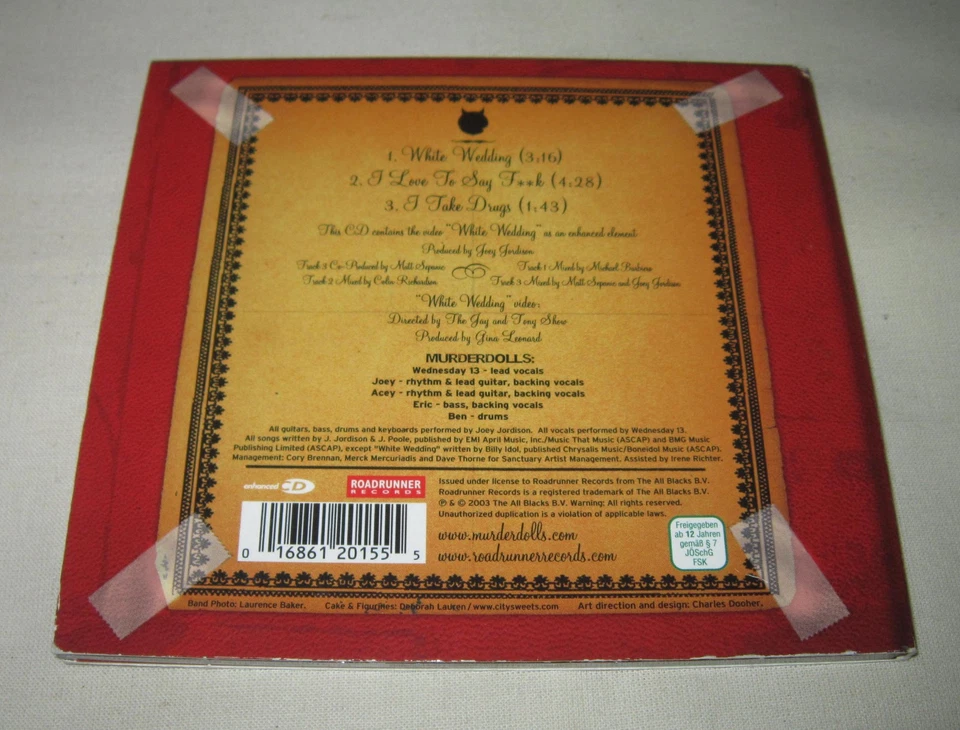 1. White Wedding (3:16)
2. I Love To Say F**k (4:28)
3. I Take Drugs (1:43)
This CD contains the video "White Wedding" as an enhanced element
Produced by Joey Jordison
Track 3 Co-Produced by Matt Sepanic
Track 2 Mixed by Colin Richardson
Track 1 Mixed by Michael Barbiero
Track 3 Mixed by Matt Sepanic and Joey Jordison
"White Wedding" video:
Directed by The Jay and Tony Show
Produced by Gina Leonard
MURDERDOLLS:
Wednesday 13 - lead vocals
Joey - rhythm & lead guitar, backing vocals
Acey - rhythm & lead guitar, backing vocals
Eric - bass, backing vocals
Ben - drums
All guitars, bass, drums and keyboards performed by Joey Jordison. All vocals performed by Wednesday 13.
All songs written by J. Jordison & J. Poole, published by EMI April Music, Inc./Music That Music (ASCAP) and BMG Music
Publishing Limited (ASCAP), except "White Wedding" written by Billy Idol, published Chrysalis Music/Boneidol Music (ASCAP).
Management: Cory Brennan, Merck Mercuriadis and Dave Thorne for Sanctuary Artist Management. Assisted by Irene Richter.
enhanced CD
ROADRUNNER
RECORDS
Issued under license to Roadrunner Records from The All Blacks B.V.
Roadrunner Records is a registered trademark of The All Blacks B.V.
℗ & © 2003 The All Blacks B.V. Warning: All rights reserved.
Unauthorized duplication is a violation of applicable laws.
www.murderdolls.com
www.roadrunnerrecords.com
0 16861 20155 5
Freigegeben
ab 12 Jahren
gemäß § 7
JÖSchG
FSK
Band Photo: Laurence Baker. Cake & Figurines: Deborah Lauren / www.citysweets.com Art direction and design: Charles Dooher.